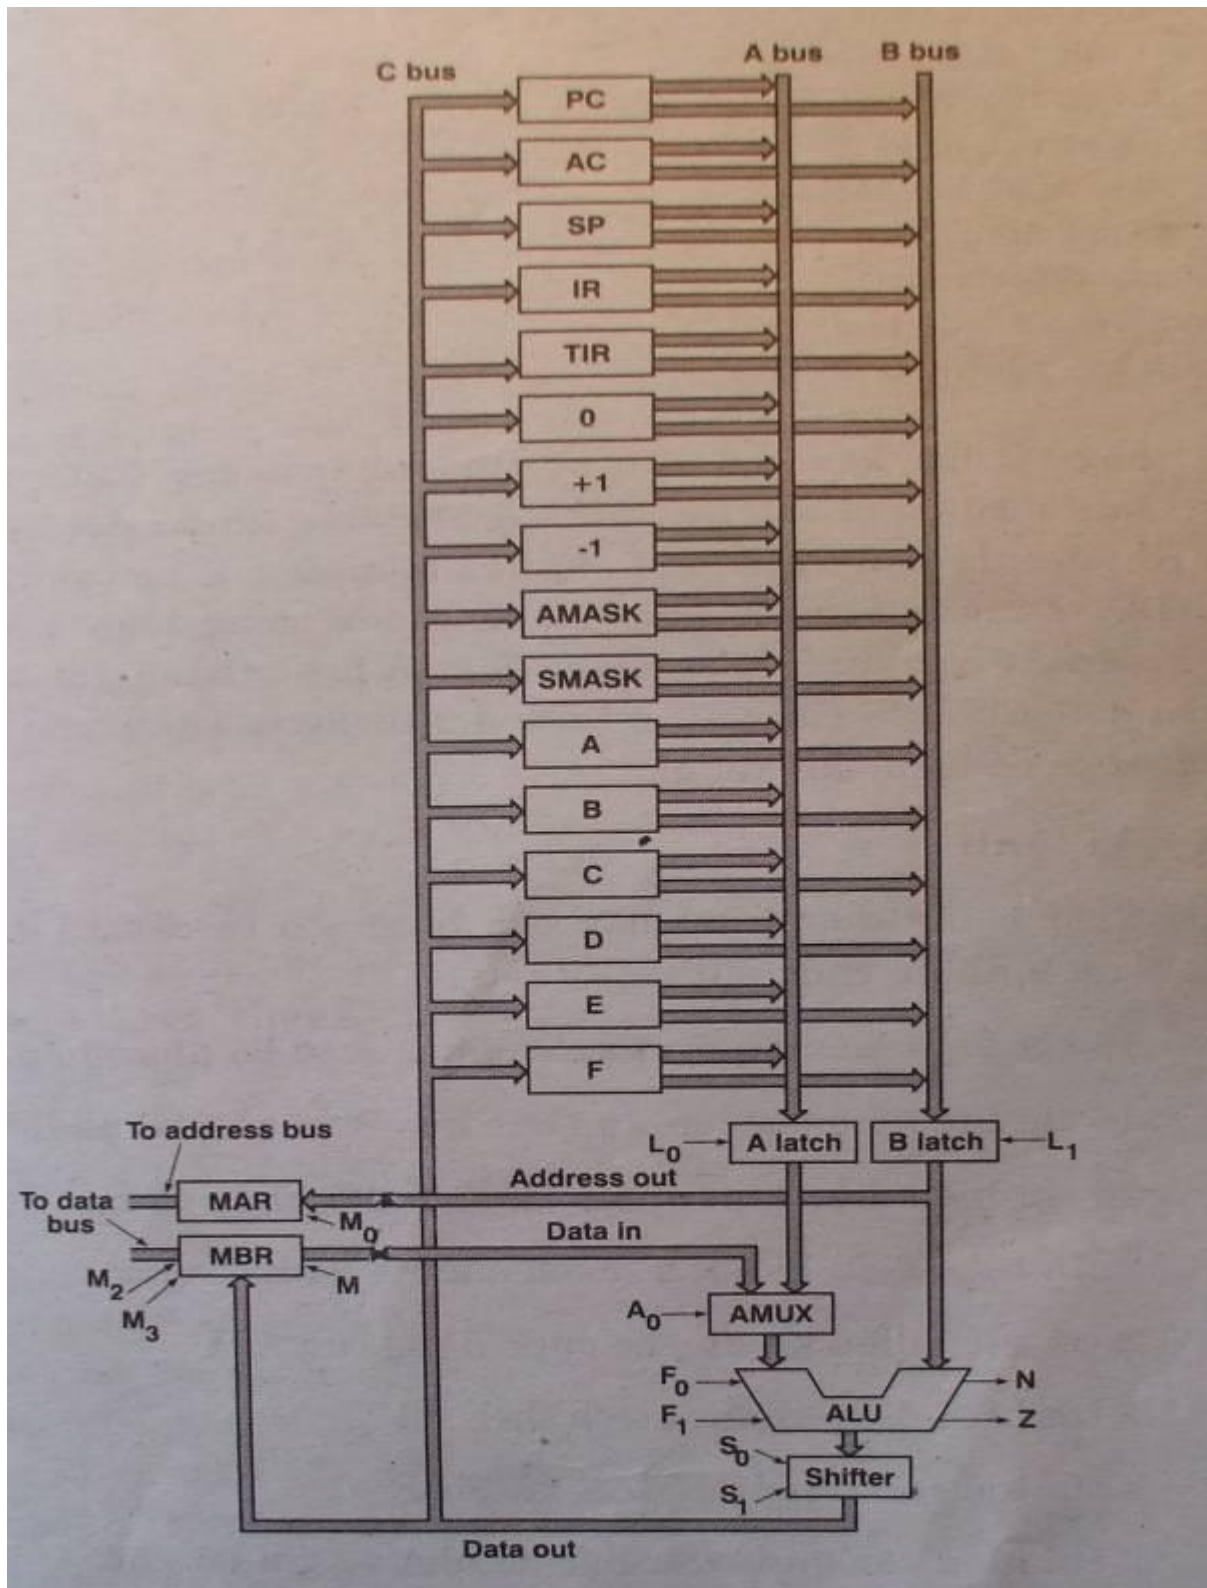 C bus
A bus
B bus
PC
AC
SP
IR
TIR
0
+1
-1
AMASK
SMASK
A
B
C
D
E
F
To address bus
L0
A latch
B latch
L1
Address out
To data
bus
MAR
M0
Data in
MBR
M2
M3
M
A0
AMUX
F0
F1
ALU
N
Z
S0
S1
Shifter
Data out